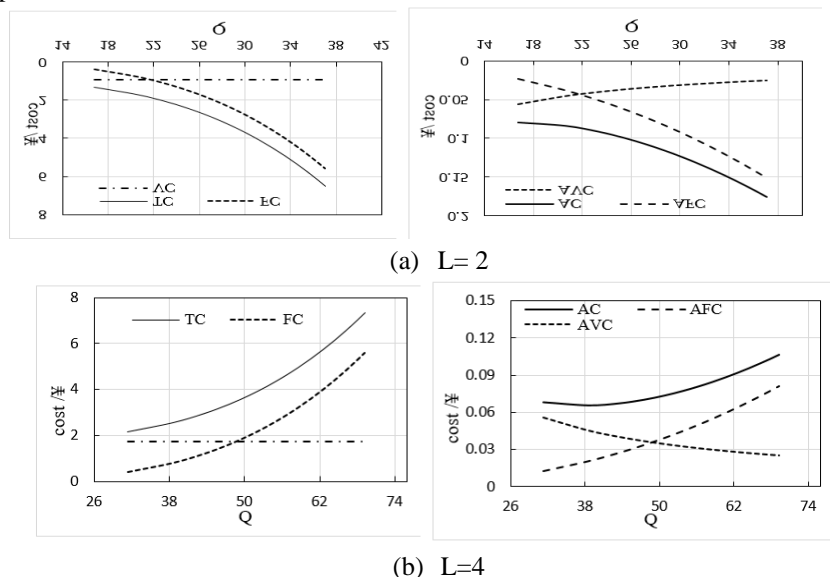 Q
14 18 22 26 30 34 38 42
0
2
4
6
8
cost /¥
VC
TC FC
Q
14 18 22 26 30 34 38
0
0.05
0.1
0.15
0.2
cost /¥
AVC
AC AFC
(a) L= 2
8
6
4
2
0
cost /¥
TC FC
26 38 50 62 74
Q
0.15
0.12
0.09
0.06
0.03
0
cost /¥
AC AFC
AVC
26 38 50 62 74
Q
(b) L=4